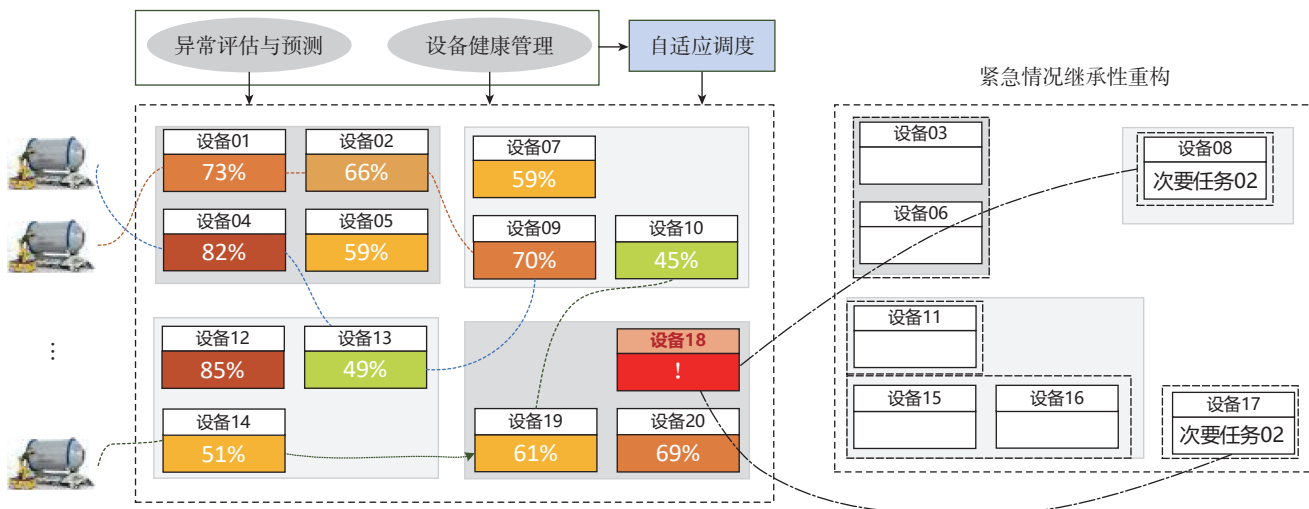 异常评估与预测
设备健康管理
自适应调度
紧急情况继承性重构
设备01
73%
设备02
66%
设备04
82%
设备05
59%
设备07
59%
设备09
70%
设备10
45%
设备12
85%
设备13
49%
设备14
51%
设备18
!
设备19
61%
设备20
69%
设备03
设备06
设备08
次要任务02
设备11
设备15
设备16
设备17
次要任务02
⋮